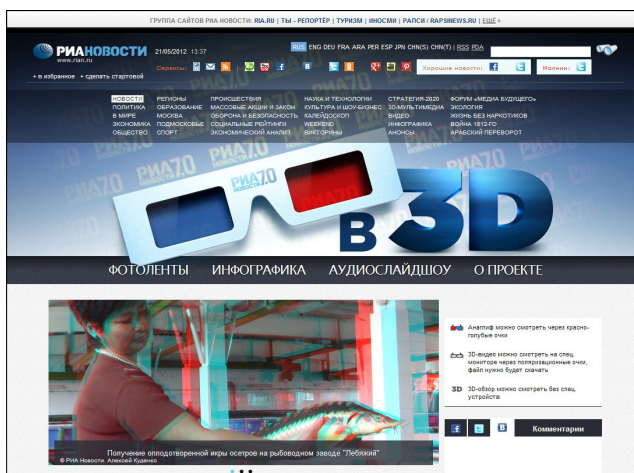 ГРУППА САЙТОВ РИА НОВОСТИ: RIA.RU | ТЫ - РЕПОРТЁР | ТУРИЗМ | ИНОСМИ | РАПСИ / RAPSINEWS.RU | ЕЩЁ »
РИАНОВОСТИ
www.rian.ru
21/05/2012 13:37
RUS ENG DEU FRA ARA PER ESP JPN CHN(S) CHN(T) | RSS PDA
Сервисы:
Хорошие новости:
Молнии:
+ в избранное + сделать стартовой
НОВОСТИ РЕГИОНЫ ПРОИСШЕСТВИЯ НАУКА И ТЕХНОЛОГИИ СТРАТЕГИЯ-2020 ФОРУМ «МЕДИА БУДУЩЕГО»
ПОЛИТИКА ОБРАЗОВАНИЕ МАССОВЫЕ АКЦИИ И ЗАКОН КУЛЬТУРА И ШОУ-БИЗНЕС 3D-МУЛЬТИМЕДИА ЭКОЛОГИЯ
В МИРЕ МОСКВА ОБОРОНА И БЕЗОПАСНОСТЬ КАЛЕЙДОСКОП ВИДЕО ЖИЗНЬ БЕЗ НАРКОТИКОВ
ЭКОНОМИКА ПОДМОСКОВЬЕ СОЦИАЛЬНЫЕ РЕЙТИНГИ WEEKEND ИНФОГРАФИКА ВОЙНА 1812-ГО
ОБЩЕСТВО СПОРТ ЭКОНОМИЧЕСКИЙ АНАЛИЗ ВИКТОРИНЫ АНОНСЫ АРАБСКИЙ ПЕРЕВОРОТ
РИА7.0
НОВОСТИ
В 3D
ФОТОЛЕНТЫ ИНФОГРАФИКА АУДИОСЛАЙДШОУ О ПРОЕКТЕ
Анаглиф можно смотреть через красно-
голубые очки
3D-видео можно смотреть на спец.
мониторе через поляризационные очки,
файл нужно будет скачать
3D 3D-обзор можно смотреть без спец.
устройств
Комментарии
Получение оплодотворенной икры осетров на рыбоводном заводе "Лебяжий"
© РИА Новости. Алексей Куденко